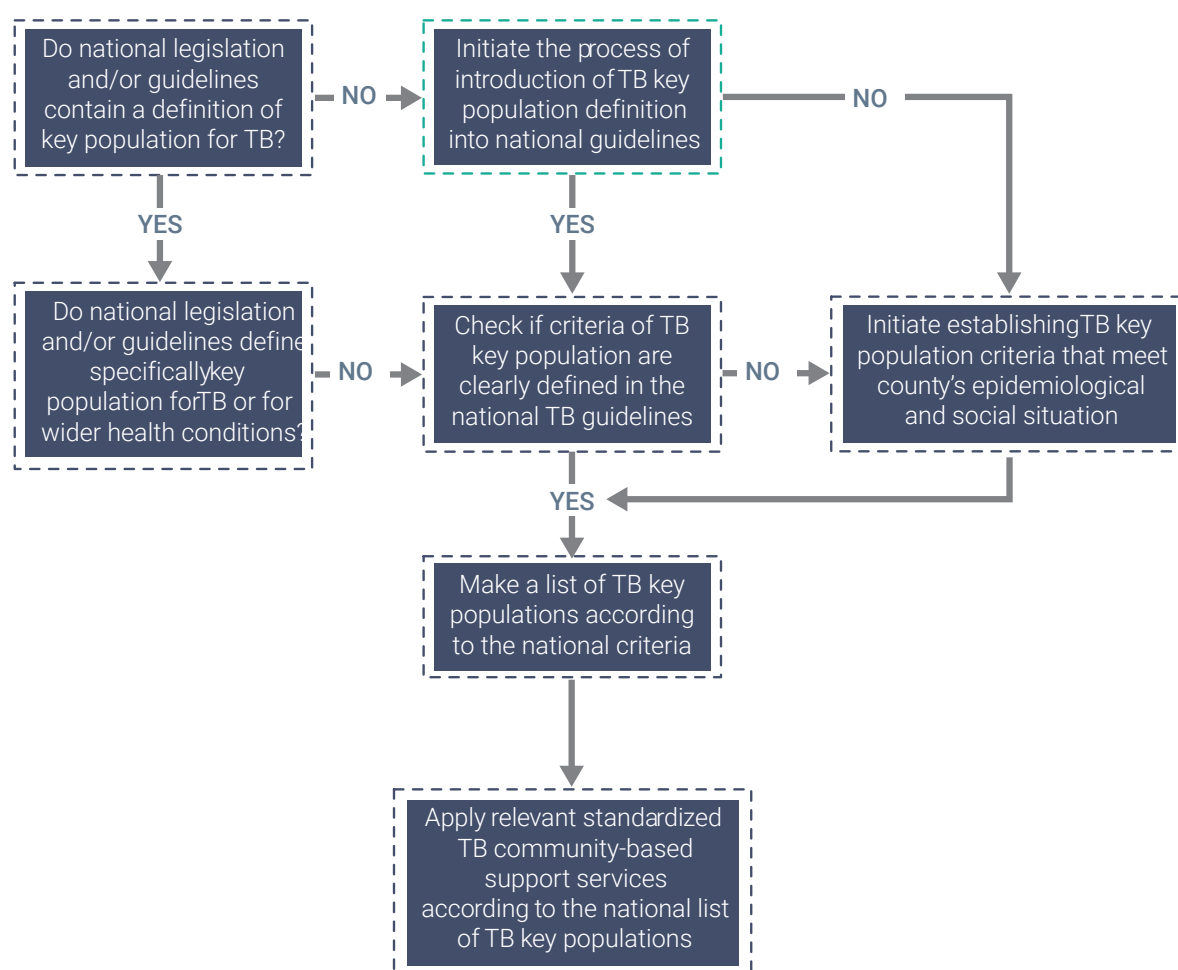 Do national legislation
and/or guidelines
contain a definition of
key population for TB?
NO
Initiate the process of
introduction of TB key
population definition
into national guidelines
NO
YES
YES
Do national legislation
and/or guidelines define
specificallykey
population forTB or for
wider health conditions?
NO
Check if criteria of TB
key population are
clearly defined in the
national TB guidelines
NO
Initiate establishingTB key
population criteria that meet
county's epidemiological
and social situation
YES
Make a list of TB key
populations according
to the national criteria
Apply relevant standardized
TB community-based
support services
according to the national list
of TB key populations